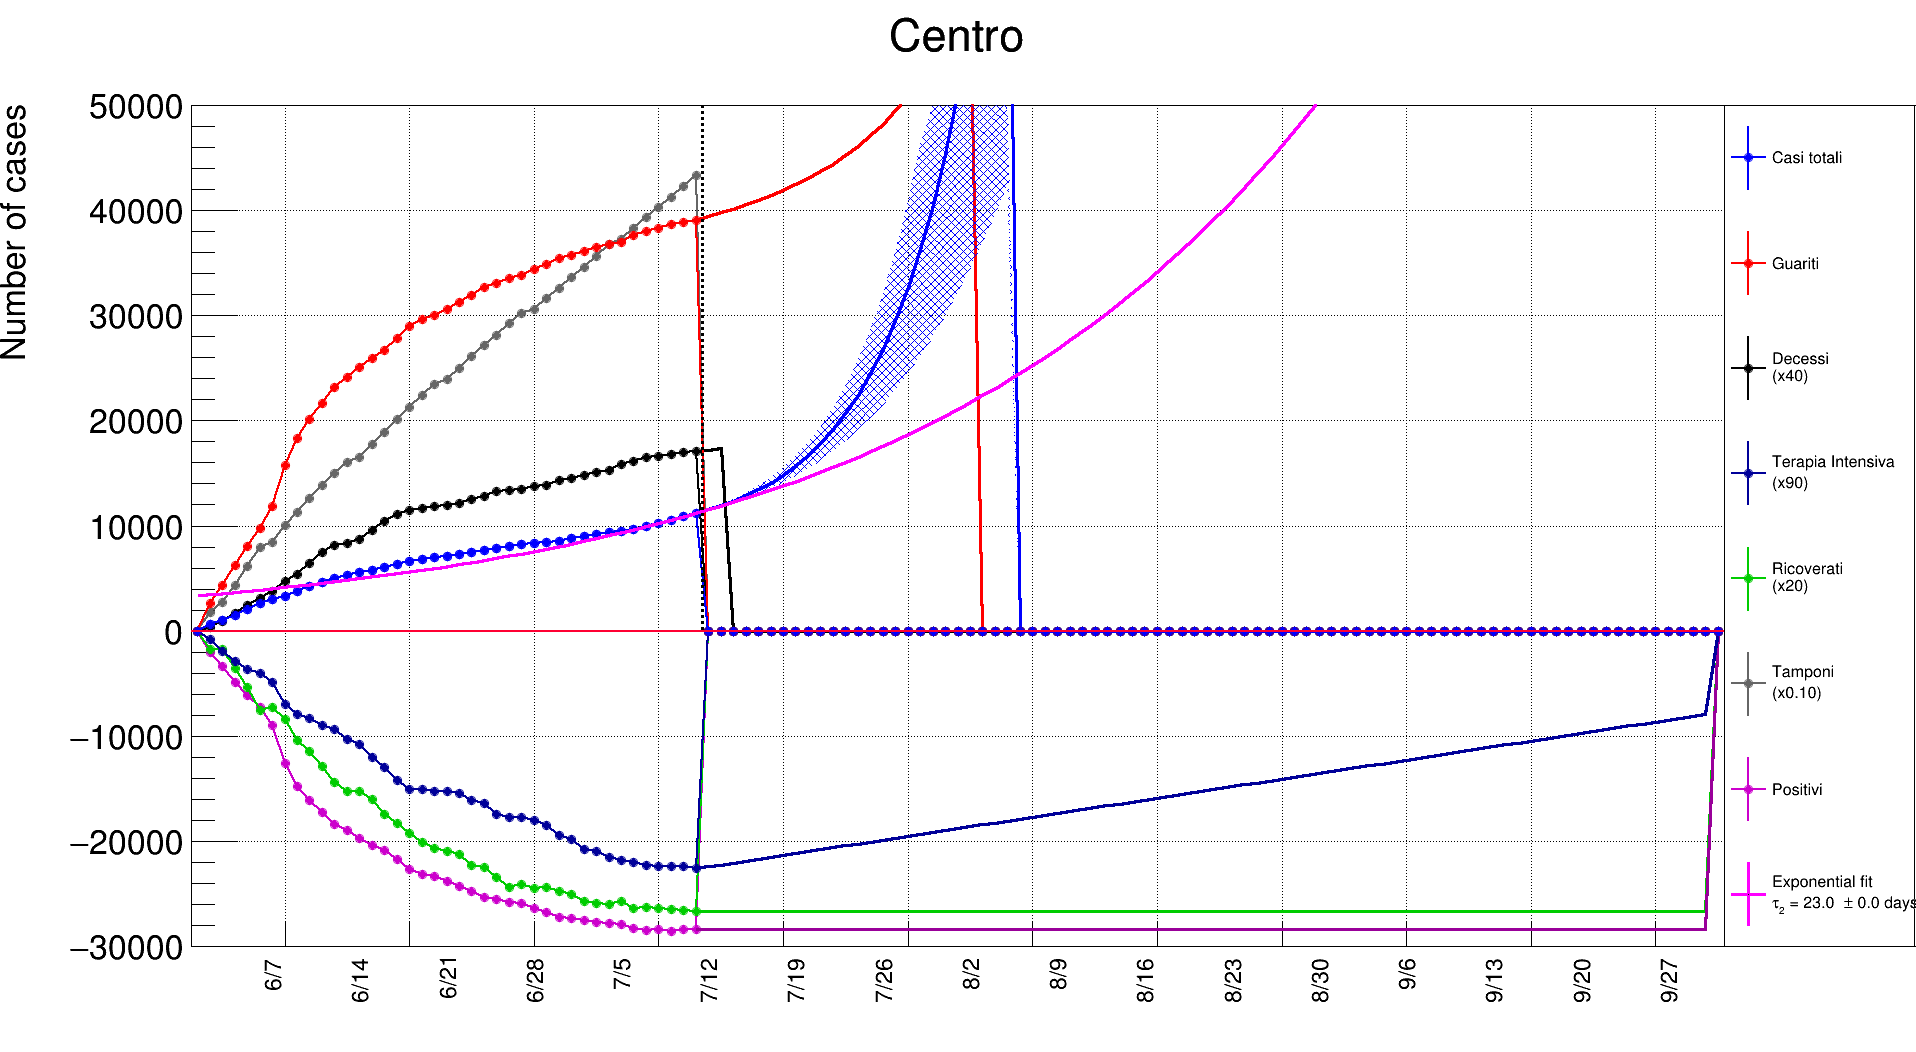 Centro
Number of cases
50000
40000
30000
20000
10000
0
−10000
−20000
−30000
6/7
6/14
6/21
6/28
7/5
7/12
7/19
7/26
8/2
8/9
8/16
8/23
8/30
9/6
9/13
9/20
9/27
Casi totali
Guariti
Decessi
(x40)
Terapia Intensiva
(x90)
Ricoverati
(x20)
Tamponi
(x0.10)
Positivi
Exponential fit
τ2 = 23.0 ± 0.0 days